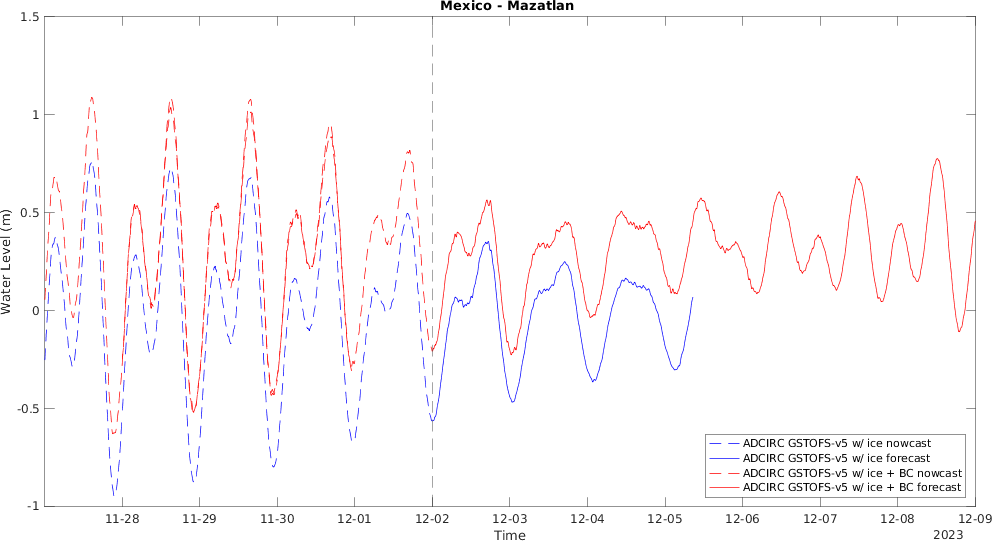 Mexico - Mazatlan
1.5
1
0.5
0
-0.5
-1
Water Level (m)
11-28 11-29 11-30 12-01 12-02 12-03 12-04 12-05 12-06 12-07 12-08 12-09
Time
2023
ADCIRC GSTOFS-v5 w/ ice nowcast
ADCIRC GSTOFS-v5 w/ ice forecast
ADCIRC GSTOFS-v5 w/ ice + BC nowcast
ADCIRC GSTOFS-v5 w/ ice + BC forecast